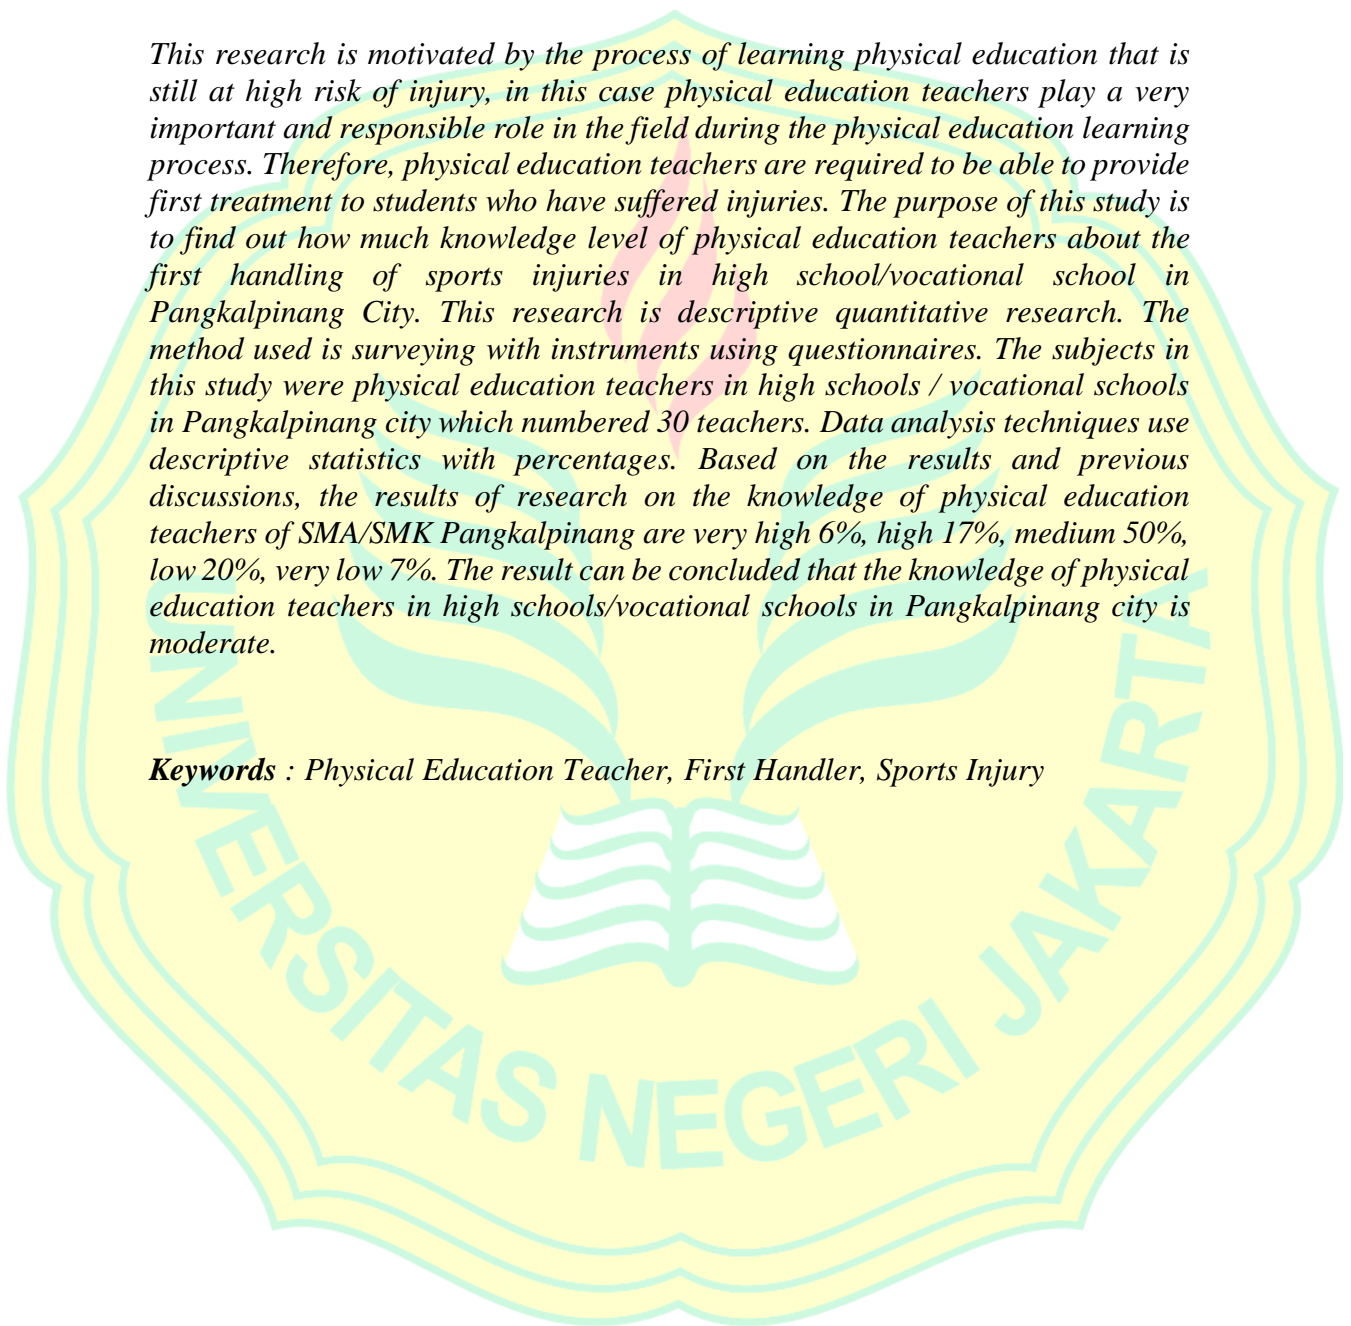 This research is motivated by the process of learning physical education that is
still at high risk of injury, in this case physical education teachers play a very
important and responsible role in the field during the physical education learning
process. Therefore, physical education teachers are required to be able to provide
first treatment to students who have suffered injuries. The purpose of this study is
to find out how much knowledge level of physical education teachers about the
first handling of sports injuries in high school/vocational school in
Pangkalpinang City. This research is descriptive quantitative research. The
method used is surveying with instruments using questionnaires. The subjects in
this study were physical education teachers in high schools / vocational schools
in Pangkalpinang city which numbered 30 teachers. Data analysis techniques use
descriptive statistics with percentages. Based on the results and previous
discussions, the results of research on the knowledge of physical education
teachers of SMA/SMK Pangkalpinang are very high 6%, high 17%, medium 50%,
low 20%, very low 7%. The result can be concluded that the knowledge of physical
education teachers in high schools/vocational schools in Pangkalpinang city is
moderate.
Keywords : Physical Education Teacher, First Handler, Sports Injury
UNIVERSITAS NEGERI JAKARTA